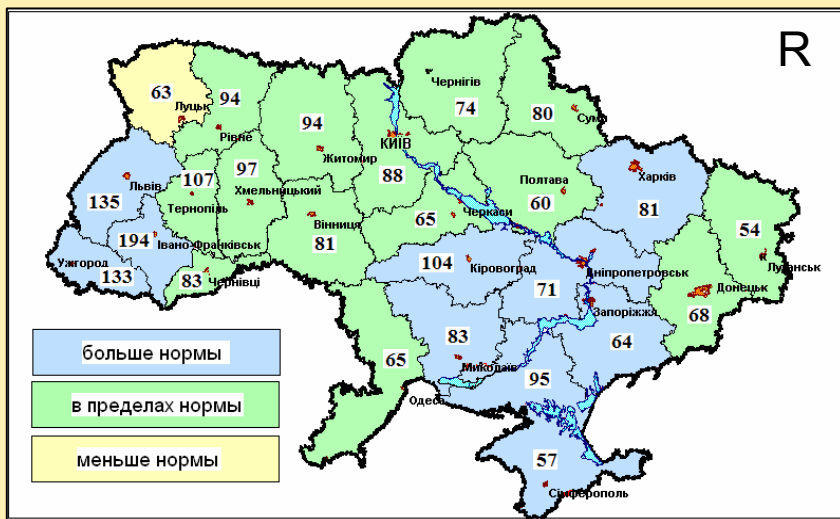 R
Чернігів
74
80
Суми
63
Луцьк
94
Рівне
94
Житомир
КИЇВ
88
Полтава
60
Харків
81
Львів
135
107
Тернопіль
97
Хмельницький
Вінниця
81
65
Черкаси
54
Луганськ
194
Івано-Франківськ
Ужгород
133
83
Чернівці
104
Кіровоград
Дніпропетровськ
71
Донецьк
68
Запоріжжя
64
83
Миколаїв
65
Одеса
95
57
Сімферополь
больше нормы
в пределах нормы
меньше нормы